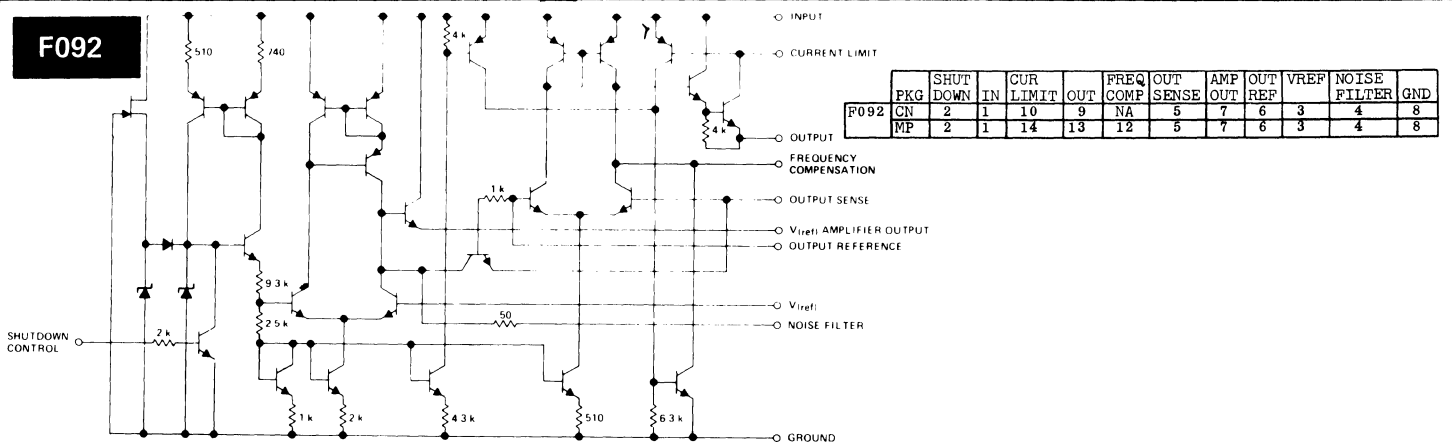 F092
510
740
4 k
INPUT
CURRENT LIMIT
4 k
OUTPUT
FREQUENCY
COMPENSATION
1 k
OUTPUT SENSE
V(ref) AMPLIFIER OUTPUT
OUTPUT REFERENCE
9.3 k
V(ref)
2.5 k
50
NOISE FILTER
SHUTDOWN
CONTROL
2 k
1 k
2 k
4.3 k
510
6.3 k
GROUND
PKG SHUT DOWN IN CUR LIMIT OUT FREQ COMP OUT SENSE AMP OUT OUT REF VREF NOISE FILTER GND
F092 CN 2 1 10 9 NA 5 7 6 3 4 8
MP 2 1 14 13 12 5 7 6 3 4 8